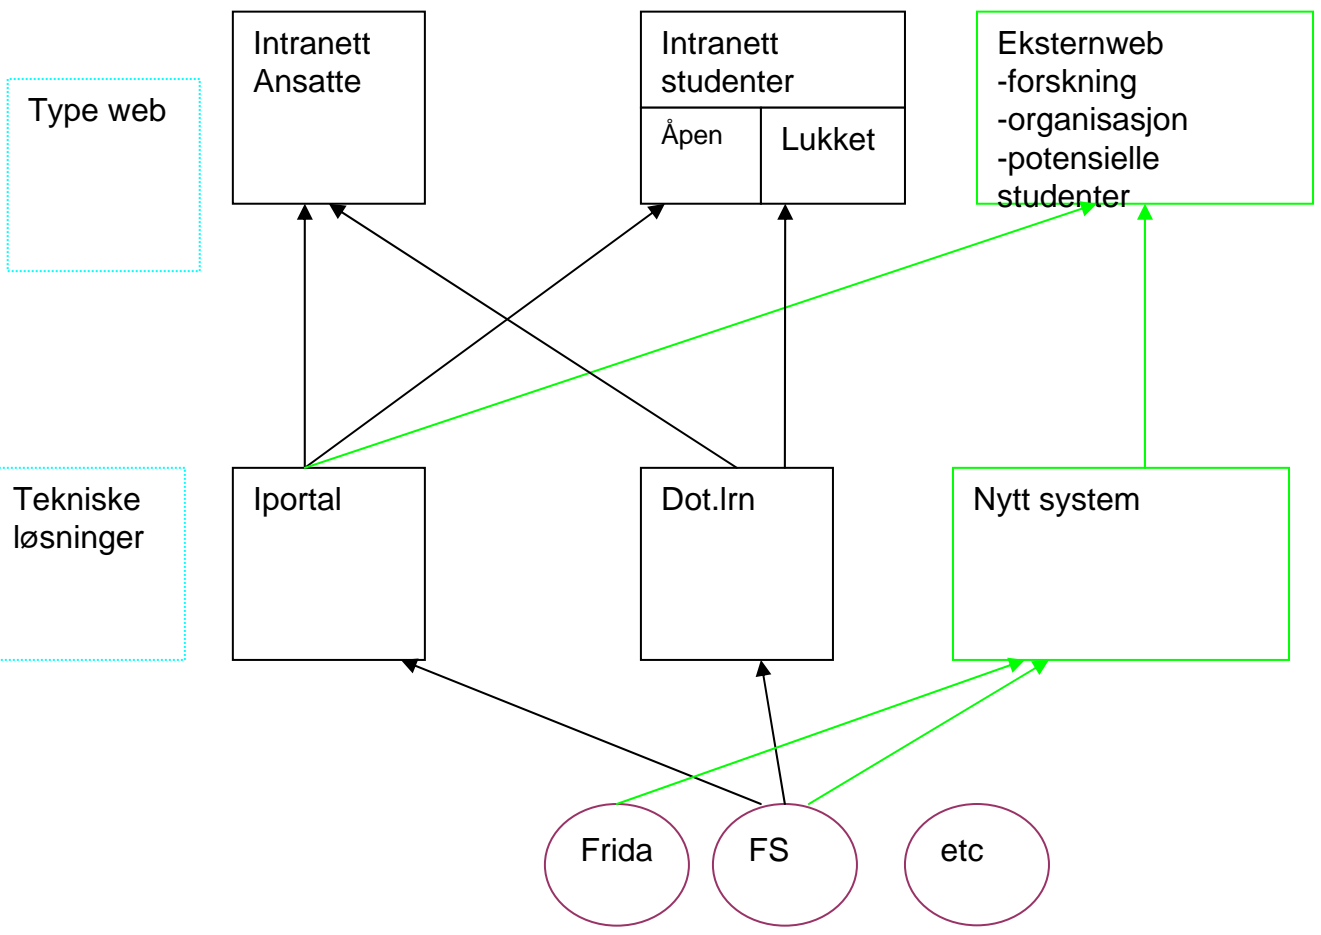 Intranett
Ansatte
Intranett
studenter
Eksternweb
-forskning
-organisasjon
-potensielle
studenter
Type web
Åpen
Lukket
Tekniske
løsninger
Iportal
Dot.lrn
Nytt system
Frida
FS
etc